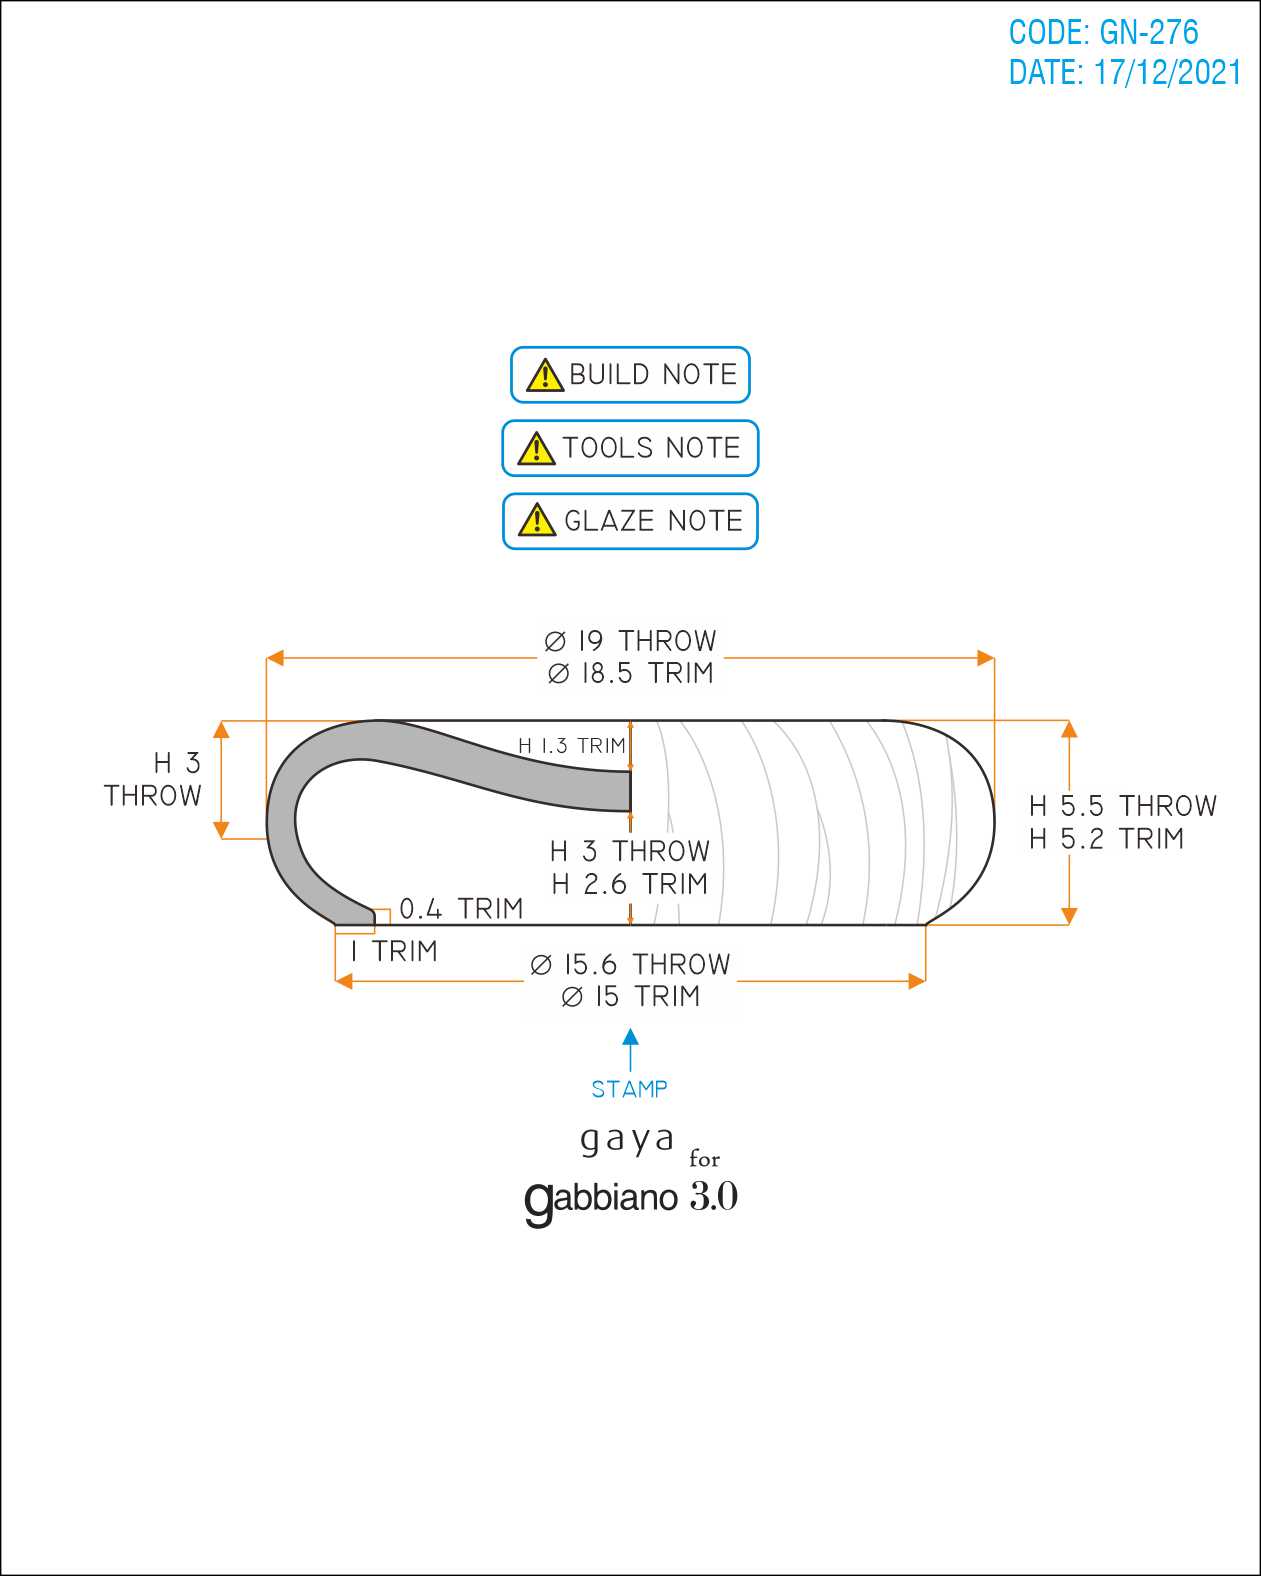 CODE: GN-276
DATE: 17/12/2021
BUILD NOTE
TOOLS NOTE
GLAZE NOTE
Ø 19 THROW
Ø 18.5 TRIM
H 1.3 TRIM
H 3
THROW
H 5.5 THROW
H 5.2 TRIM
H 3 THROW
H 2.6 TRIM
0.4 TRIM
1 TRIM
Ø 15.6 THROW
Ø 15 TRIM
STAMP
gaya
for
gabbiano 3.0